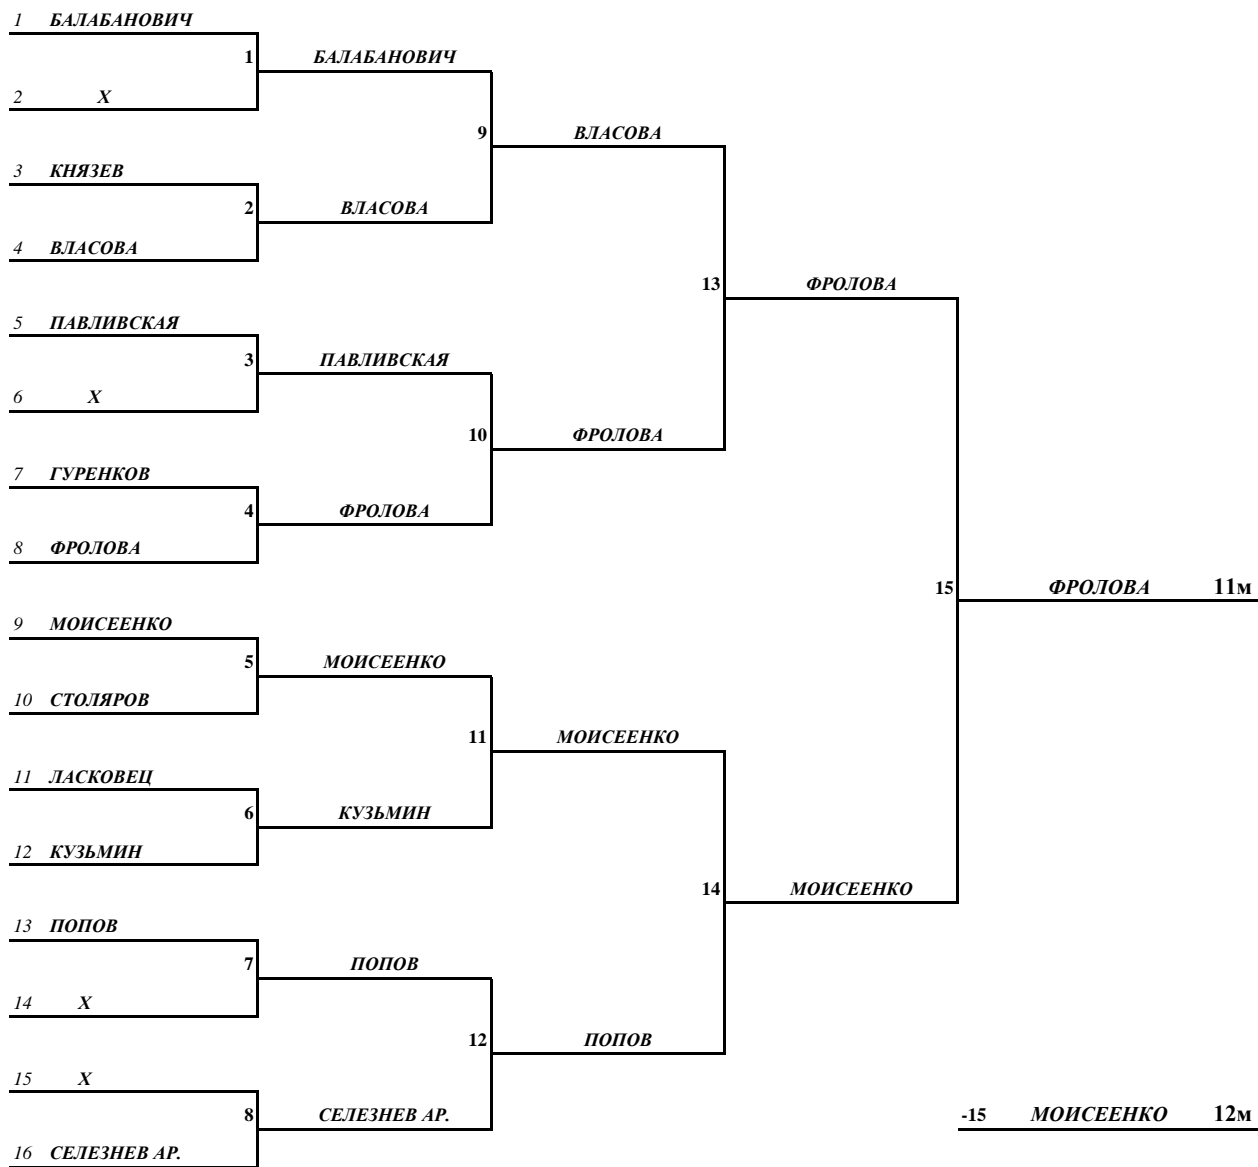 1 БАЛАБАНОВИЧ
1 БАЛАБАНОВИЧ
2 X
9 ВЛАСОВА
3 КНЯЗЕВ
2 ВЛАСОВА
4 ВЛАСОВА
13 ФРОЛОВА
5 ПАВЛИВСКАЯ
3 ПАВЛИВСКАЯ
6 X
10 ФРОЛОВА
7 ГУРЕНКОВ
4 ФРОЛОВА
8 ФРОЛОВА
15 ФРОЛОВА 11м
9 МОИСЕЕНКО
5 МОИСЕЕНКО
10 СТОЛЯРОВ
11 МОИСЕЕНКО
11 ЛАСКОВЕЦ
6 КУЗЬМИН
12 КУЗЬМИН
14 МОИСЕЕНКО
13 ПОПОВ
7 ПОПОВ
14 X
12 ПОПОВ
15 X
8 СЕЛЕЗНЕВ АР.
-15 МОИСЕЕНКО 12м
16 СЕЛЕЗНЕВ АР.